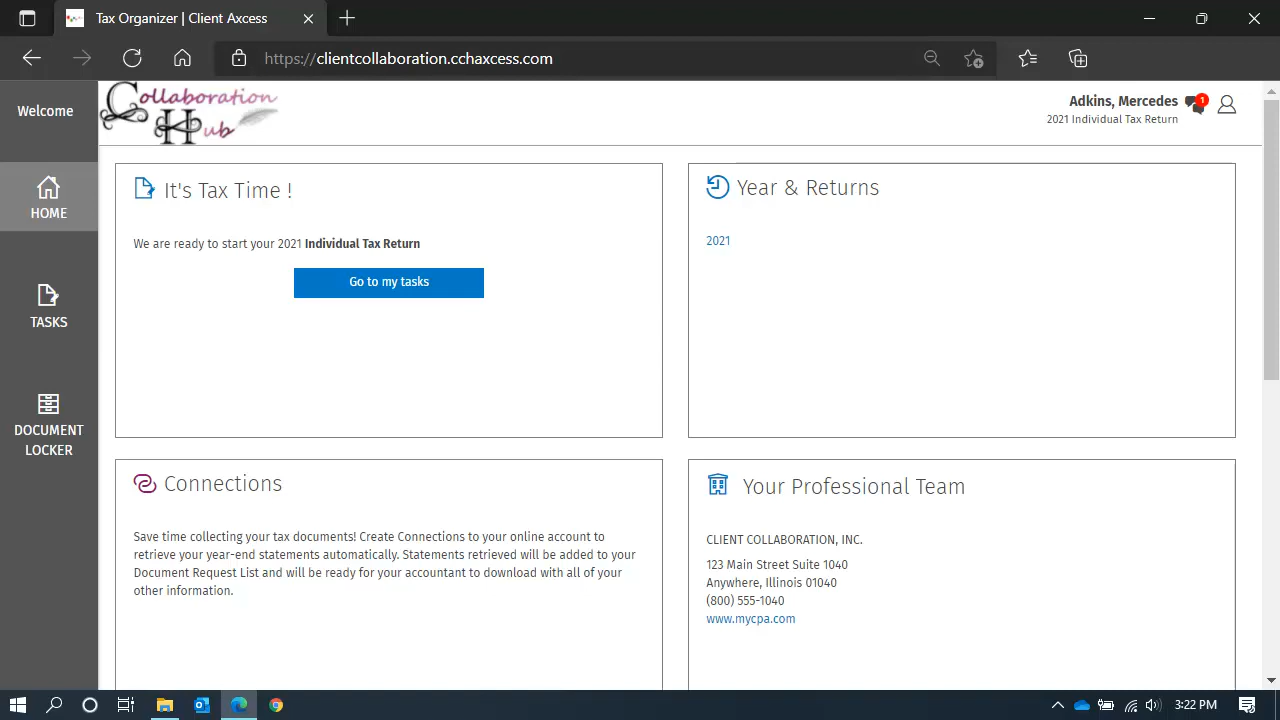 Tax Organizer | Client Axcess
https://clientcollaboration.cchaxcess.com
Welcome
Collaboration
Hub
Adkins, Mercedes
1
2021 Individual Tax Return
HOME
TASKS
DOCUMENT
LOCKER
It's Tax Time !
We are ready to start your 2021 Individual Tax Return
Go to my tasks
Year & Returns
2021
Connections
Save time collecting your tax documents! Create Connections to your online account to
retrieve your year-end statements automatically. Statements retrieved will be added to your
Document Request List and will be ready for your accountant to download with all of your
other information.
Your Professional Team
CLIENT COLLABORATION, INC.
123 Main Street Suite 1040
Anywhere, Illinois 01040
(800) 555-1040
www.mycpa.com
3:22 PM